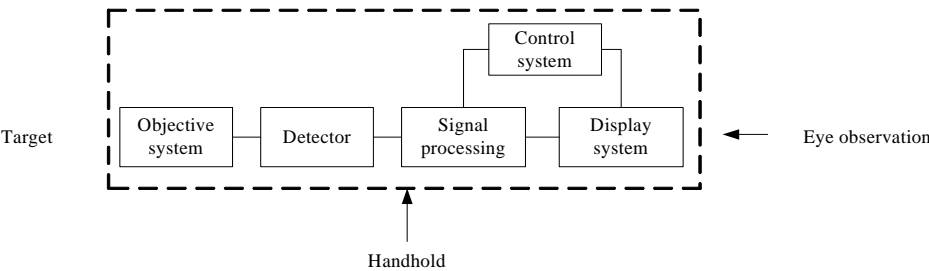 Control
system
Target
Objective
system
Detector
Signal
processing
Display
system
Eye observation
Handhold